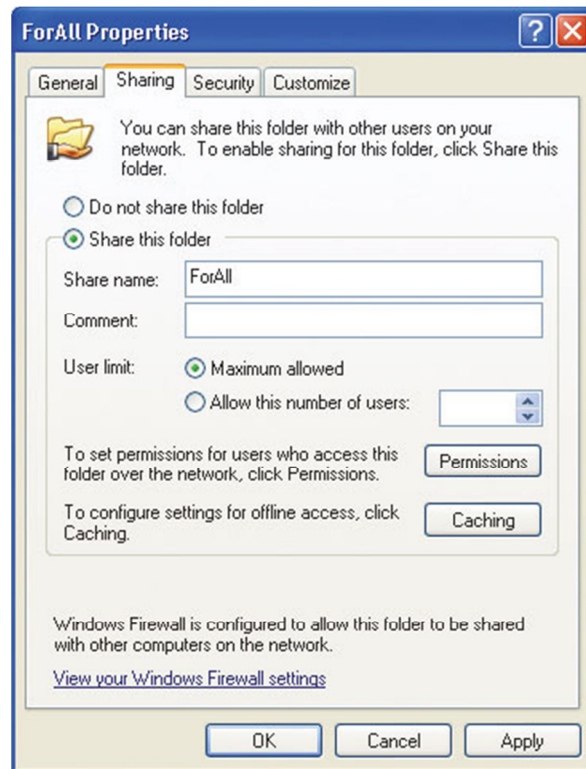 ForAll Properties
General Sharing Security Customize
You can share this folder with other users on your
network. To enable sharing for this folder, click Share this
folder.
Do not share this folder
Share this folder
Share name: ForAll
Comment:
User limit: Maximum allowed
Allow this number of users:
To set permissions for users who access this
folder over the network, click Permissions.
Permissions
To configure settings for offline access, click
Caching.
Caching
Windows Firewall is configured to allow this folder to be shared
with other computers on the network.
View your Windows Firewall settings
OK Cancel Apply